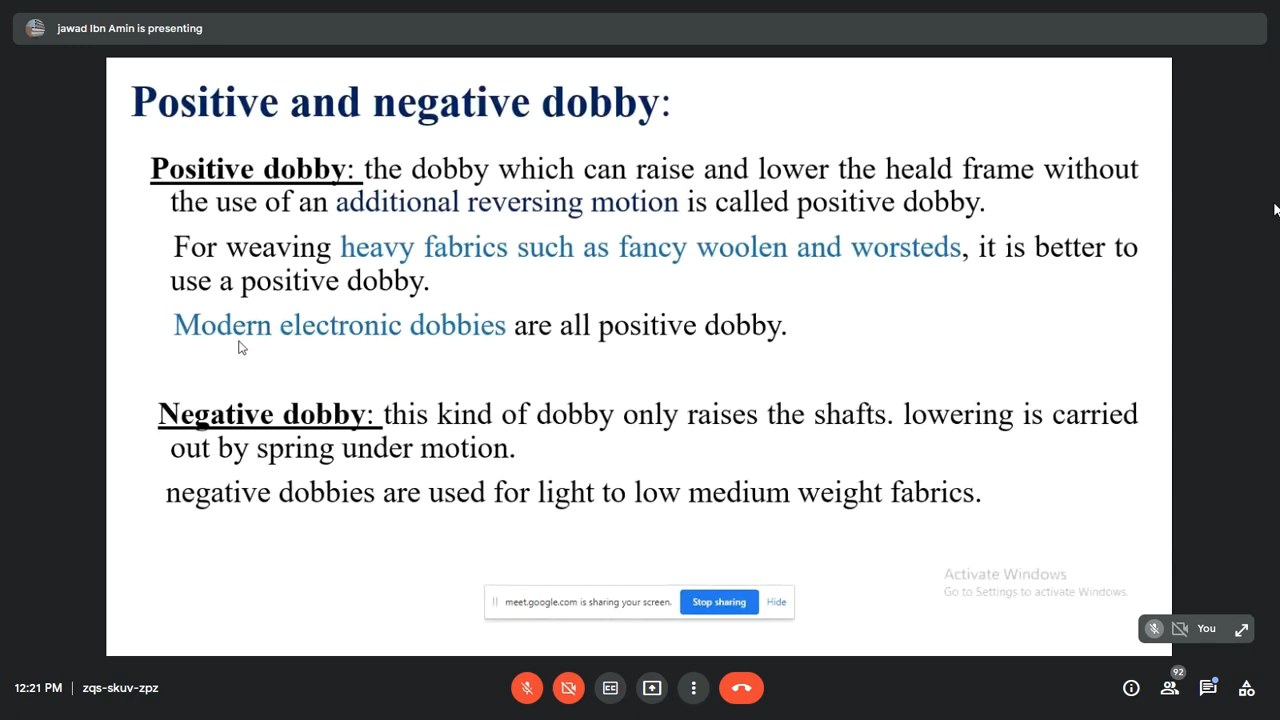 jawad Ibn Amin is presenting
Positive and negative dobby:
Positive dobby: the dobby which can raise and lower the heald frame without
the use of an additional reversing motion is called positive dobby.
For weaving heavy fabrics such as fancy woolen and worsteds, it is better to
use a positive dobby.
Modern electronic dobbies are all positive dobby.
Negative dobby: this kind of dobby only raises the shafts. lowering is carried
out by spring under motion.
negative dobbies are used for light to low medium weight fabrics.
Activate Windows
Go to Settings to activate Windows.
meet.google.com is sharing your screen. Stop sharing Hide
You
12:21 PM | zqs-skuv-zpz
CC
92